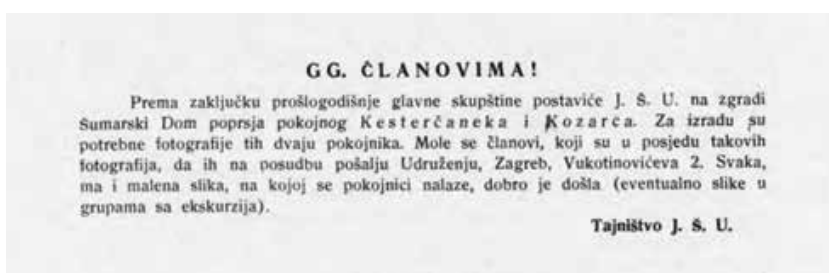 GG. ČLANOVIMA!
Prema zaključku prošlogodišnje glavne skupštine postaviće J. Š. U. na zgradi
Šumarski Dom poprsja pokojnog Kesterčaneka i Kozarca. Za izradu su
potrebne fotografije tih dvaju pokojnika. Mole se članovi, koji su u posjedu takovih
fotografija, da ih na posudbu pošalju Udruženju, Zagreb, Vukotinovićeva 2. Svaka,
ma i malena slika, na kojoj se pokojnici nalaze, dobro je došla (eventualno slike u
grupama sa ekskurzija).
Tajništvo J. Š. U.